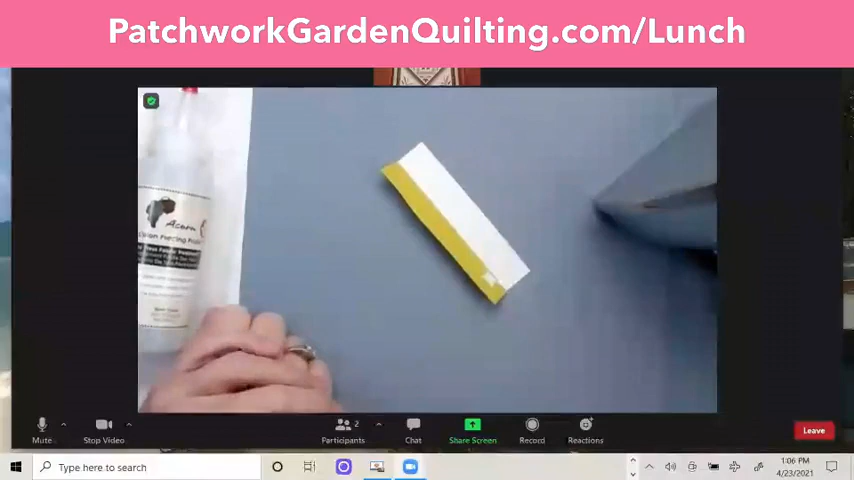 PatchworkGardenQuilting.com/Lunch
Acorn
Mute
Stop Video
2
Participants
Chat
Share Screen
Record
Reactions
Leave
Type here to search
1:06 PM
4/23/2021